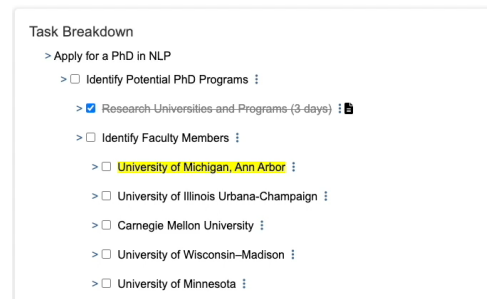 Task Breakdown
> Apply for a PhD in NLP
> Identify Potential PhD Programs
> Research Universities and Programs (3 days)
> Identify Faculty Members
> University of Michigan, Ann Arbor
> University of Illinois Urbana-Champaign
> Carnegie Mellon University
> University of Wisconsin–Madison
> University of Minnesota